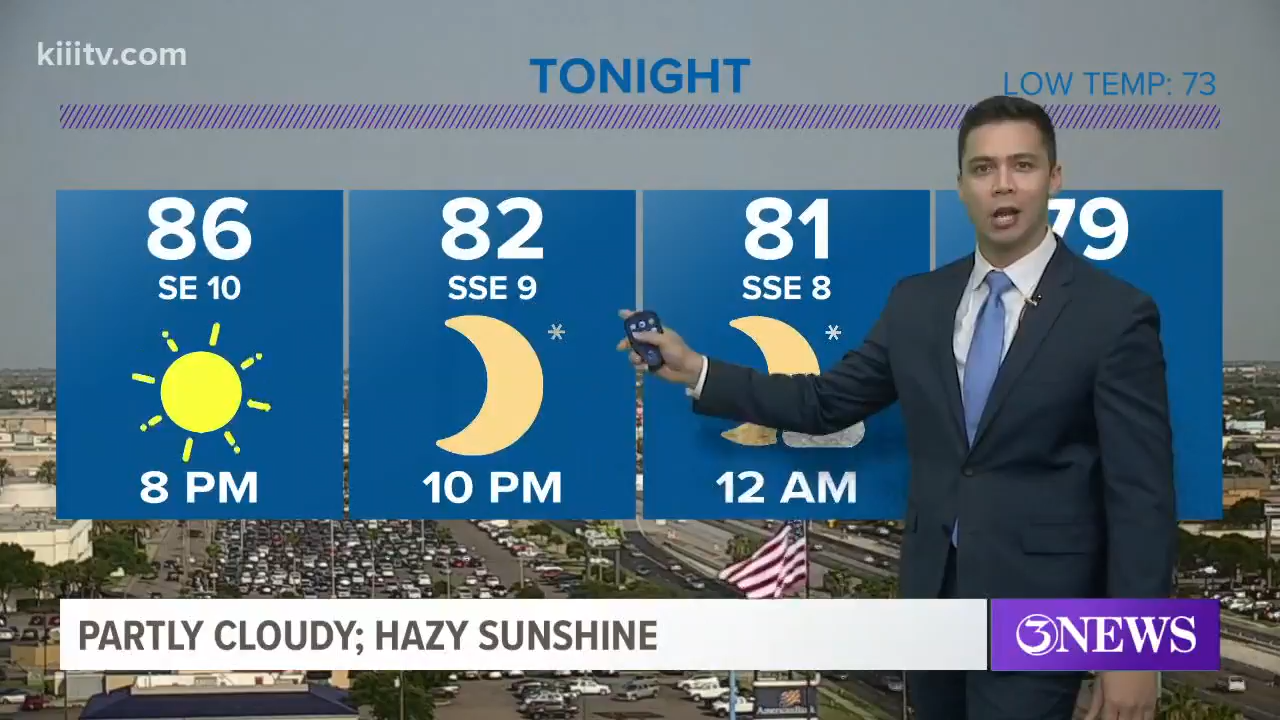 kiiitv.com
TONIGHT
LOW TEMP: 73
86
SE 10
8 PM
82
SSE 9
10 PM
81
SSE 8
12 AM
79
PARTLY CLOUDY; HAZY SUNSHINE
3NEWS